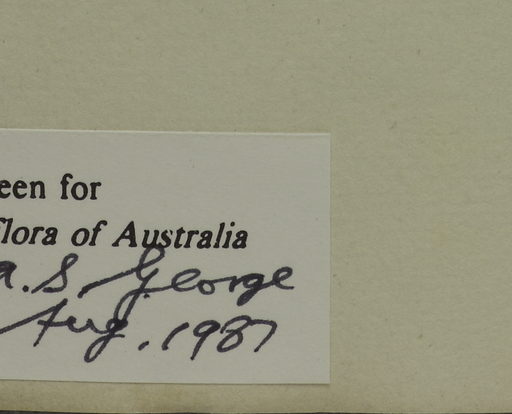 een for
flora of Australia
A.S. George
Aug. 1987